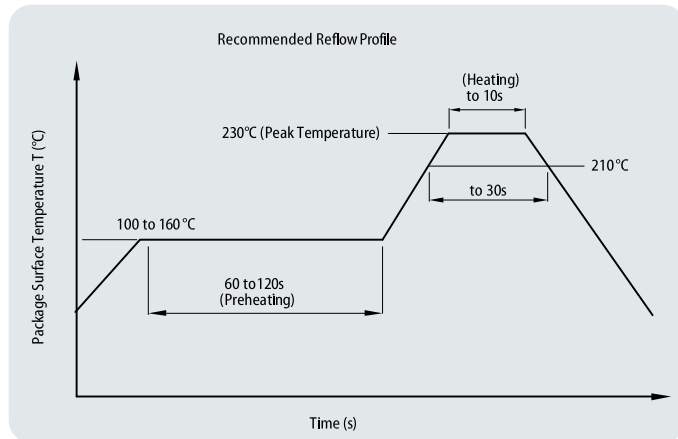 Recommended Reflow Profile
(Heating)
to 10s
230°C (Peak Temperature)
210°C
to 30s
100 to 160°C
60 to120s
(Preheating)
Package Surface Temperature T (°C)
Time (s)